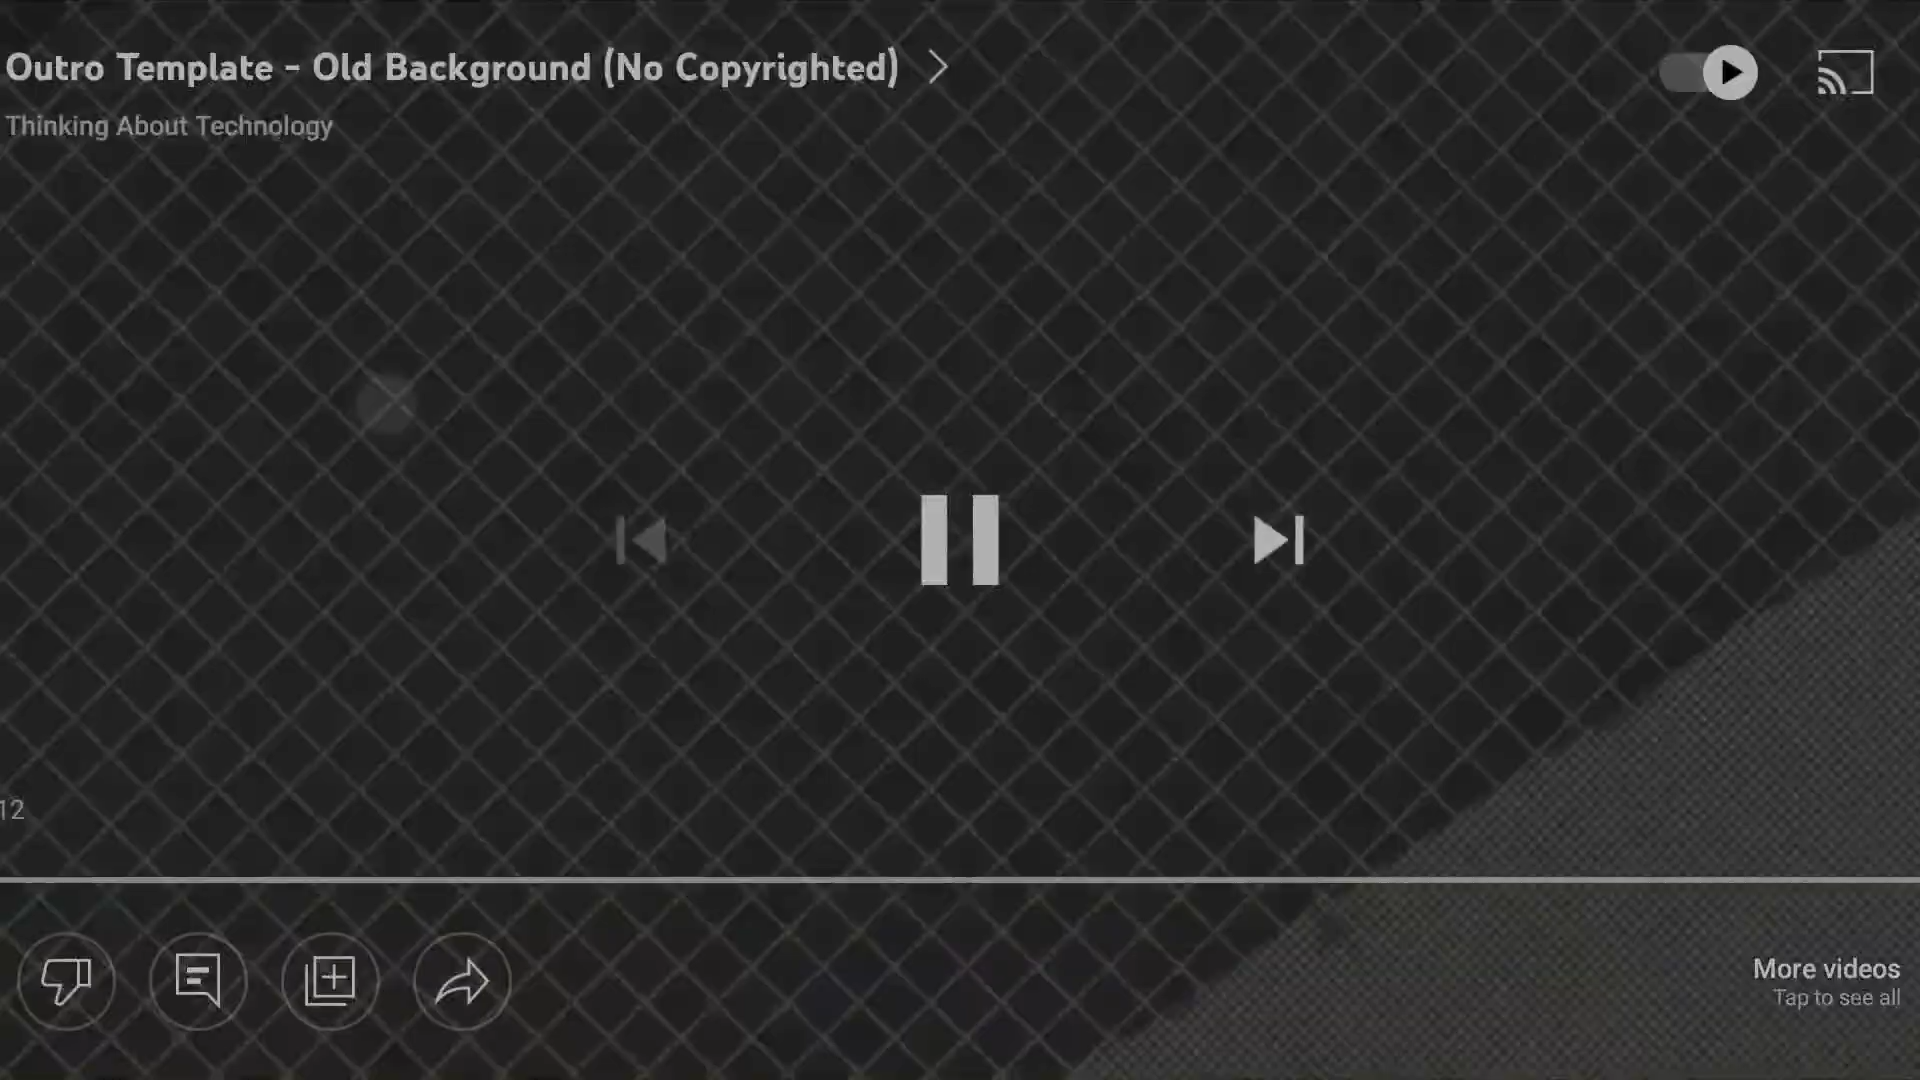 Outro Template - Old Background (No Copyrighted)
Thinking About Technology
12
More videos
Tap to see all